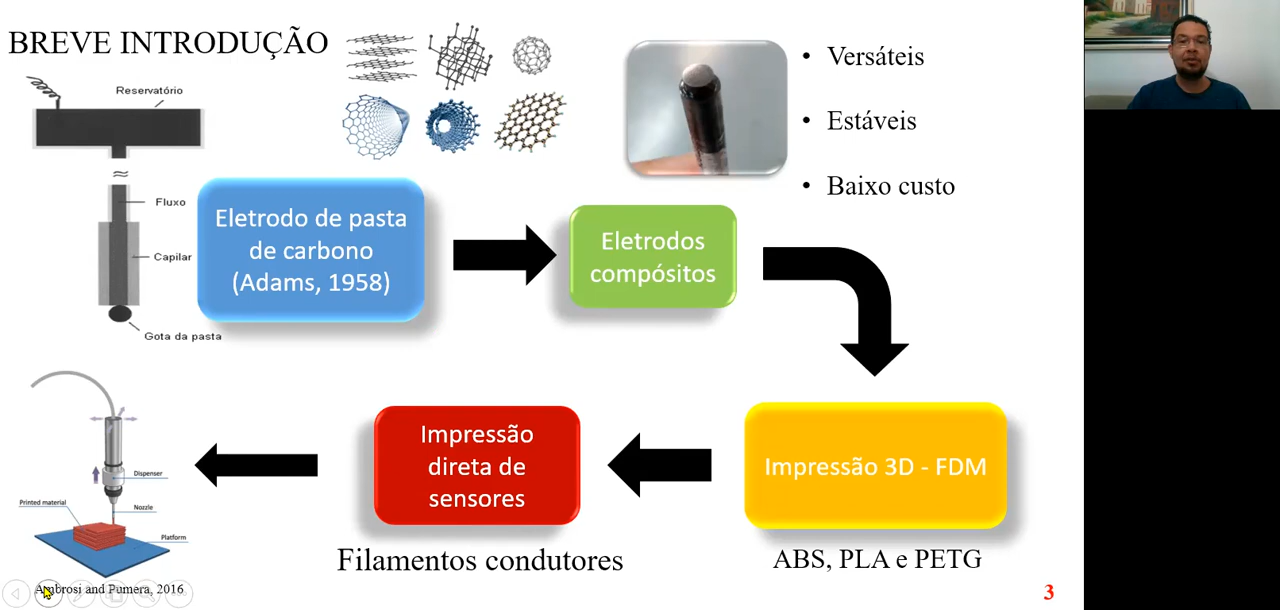 BREVE INTRODUÇÃO
Reservatório
≈
Fluxo
Capilar
Gota da pasta
Eletrodo de pasta
de carbono
(Adams, 1958)
Eletrodos
compósitos
• Versáteis
• Estáveis
• Baixo custo
Impressão 3D - FDM
ABS, PLA e PETG
Impressão
direta de
sensores
Filamentos condutores
Dispenser
Printed material
Nozzle
Platform
Ambrosi and Pumera, 2016
3